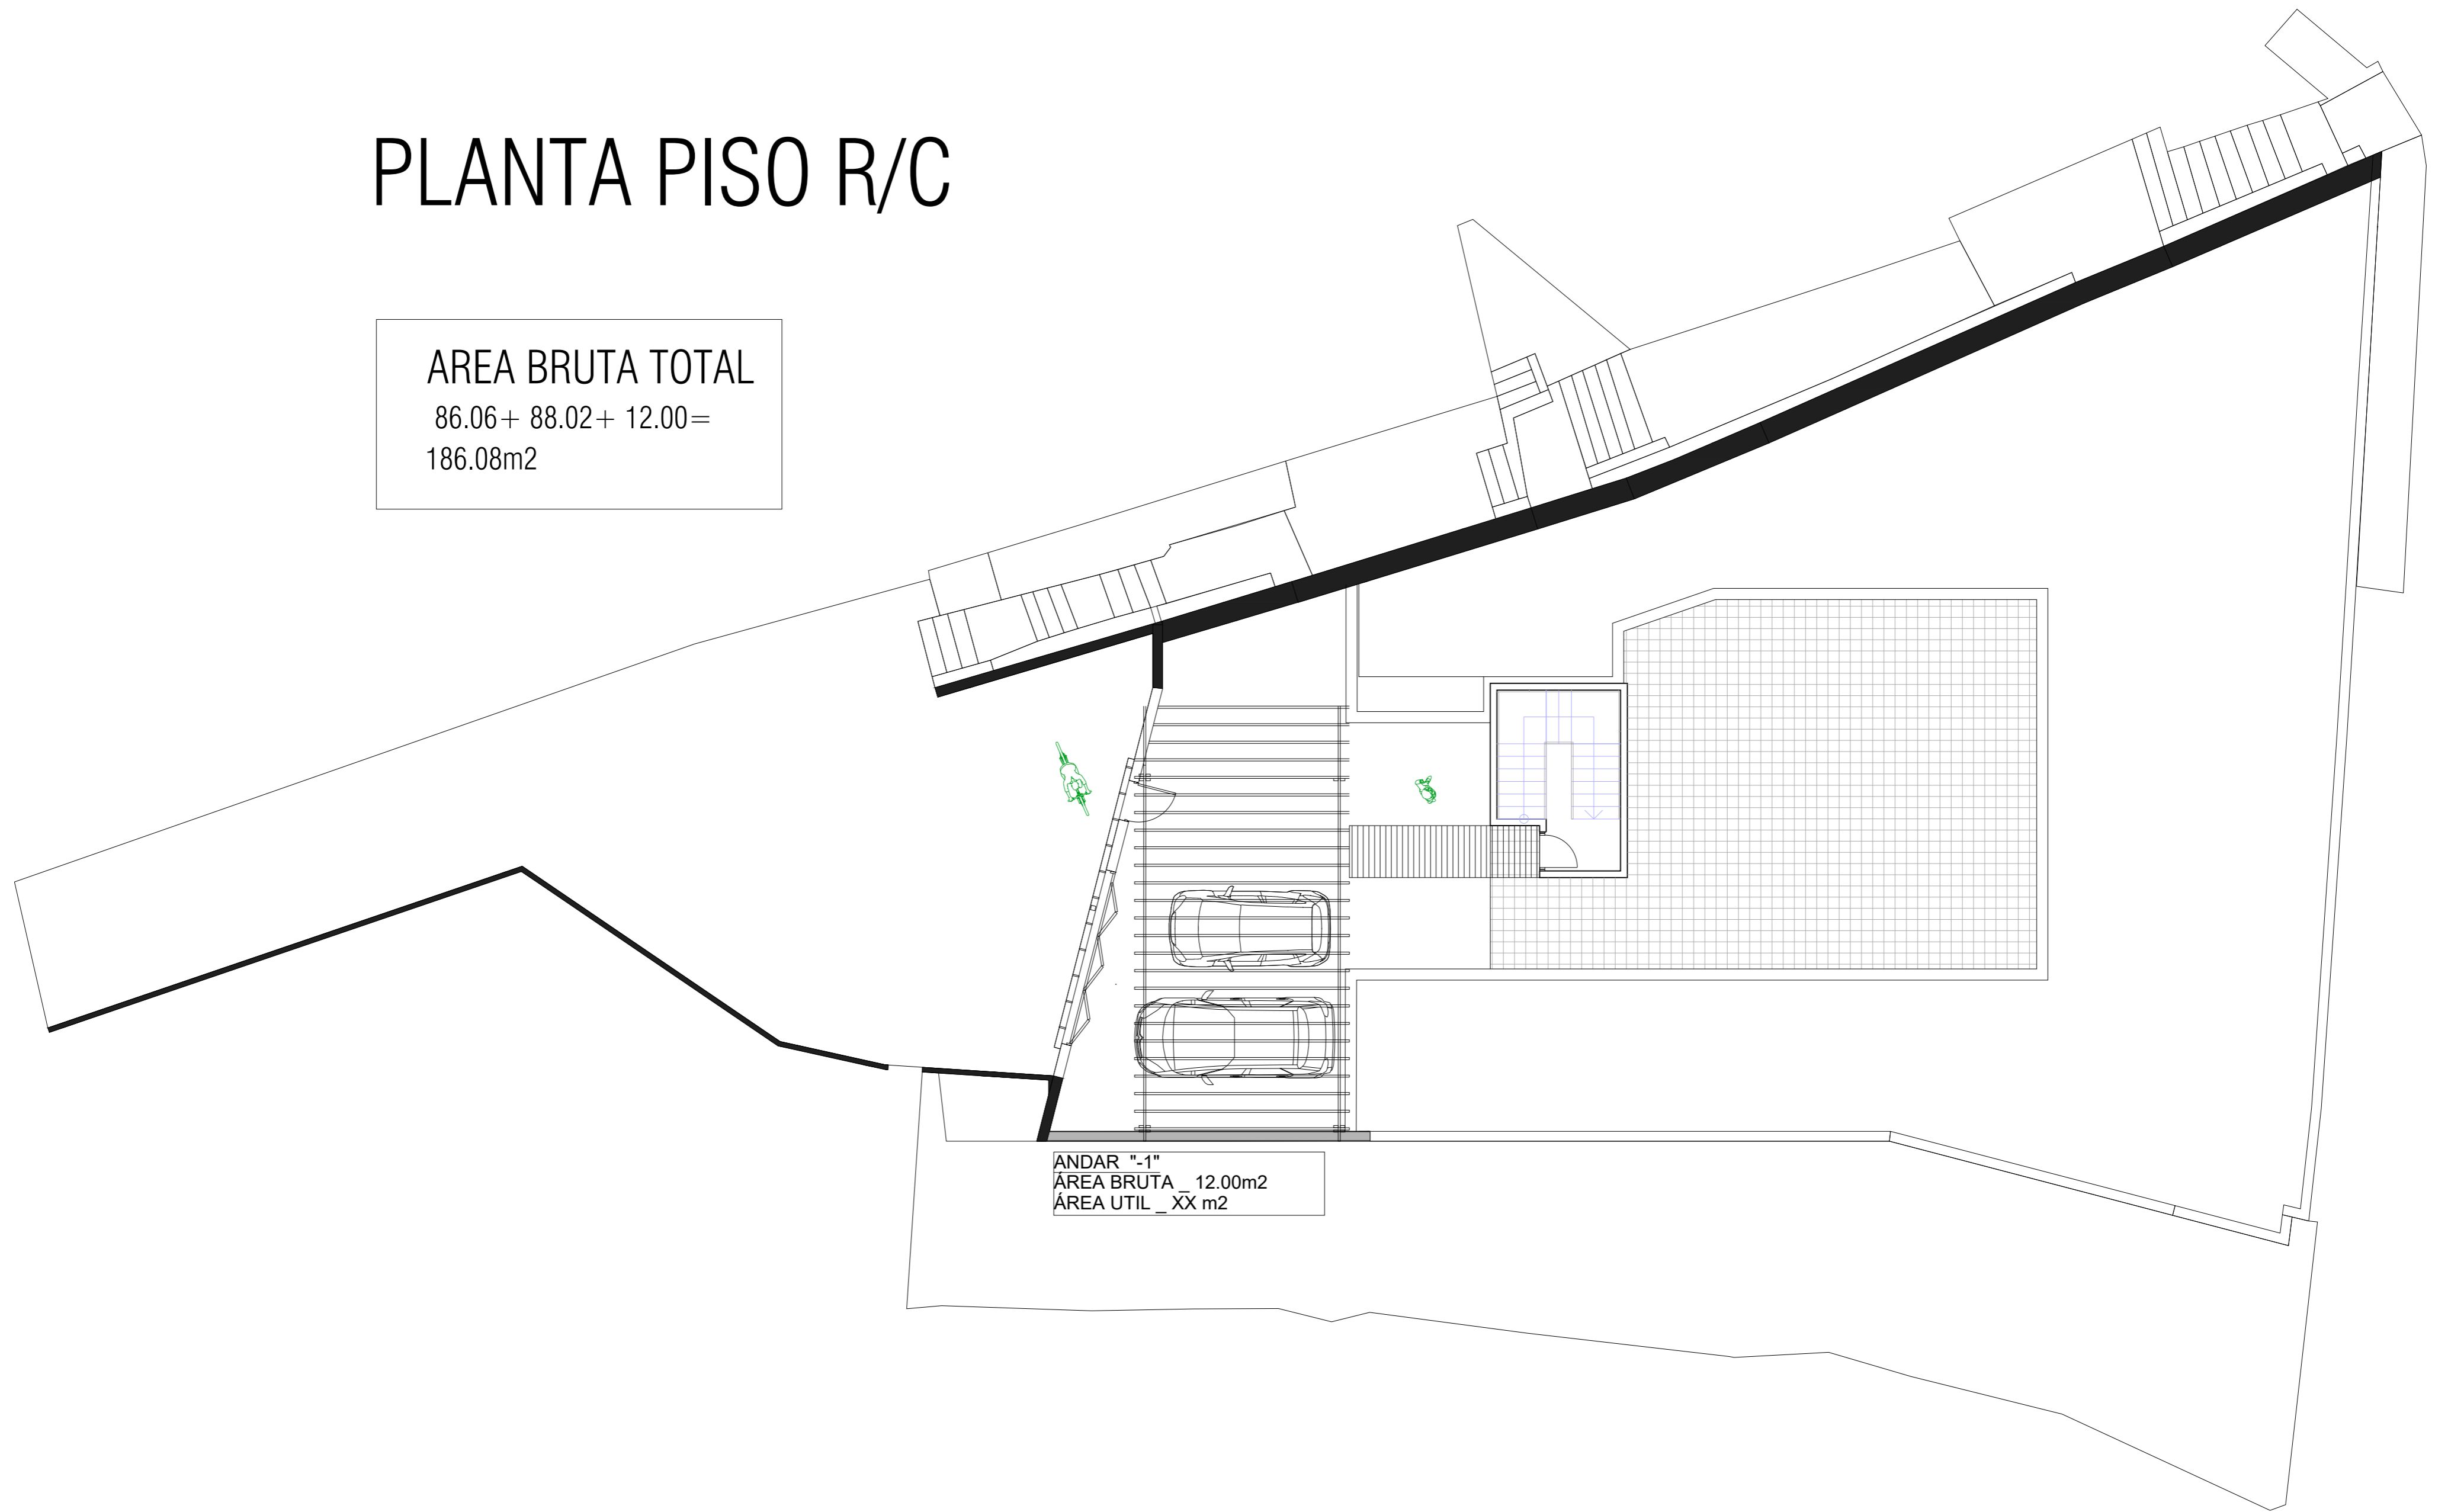 PLANTA PISO R/C
AREA BRUTA TOTAL
86.06+ 88.02+ 12.00=
186.08m2
ANDAR "-1"
ÁREA BRUTA _ 12.00m2
ÁREA UTIL _ XX m2